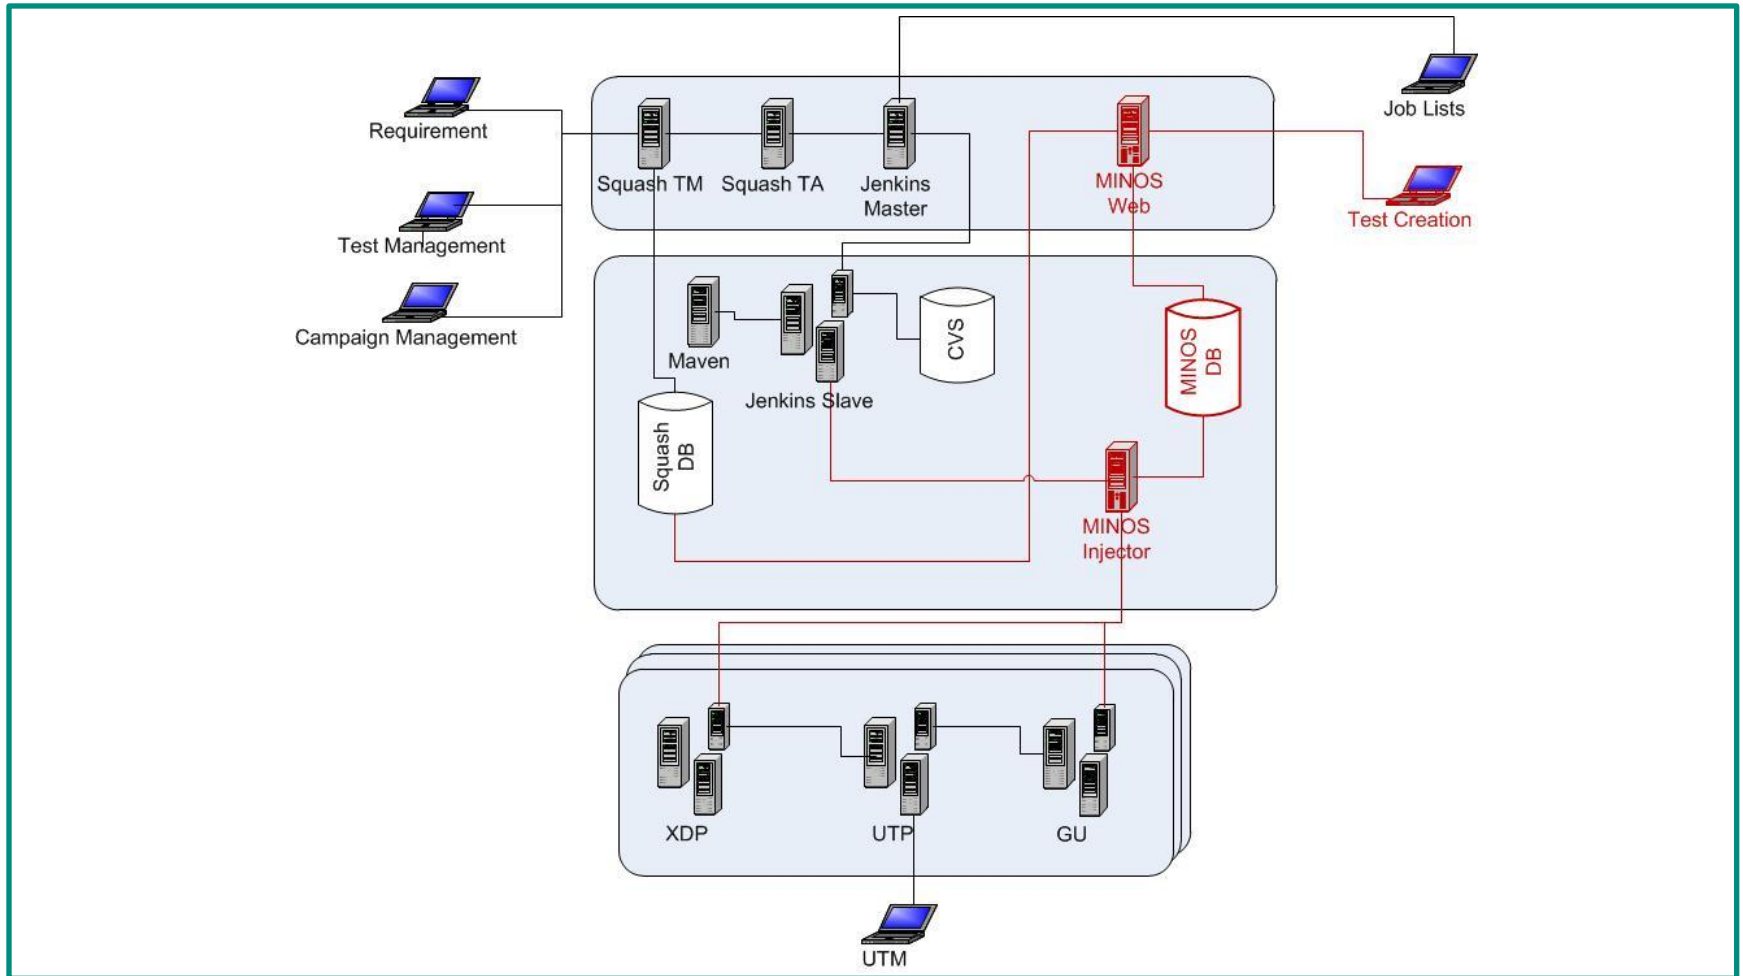 Job Lists
Requirement
Squash TM
Squash TA
Jenkins
Master
MINOS
Web
Test Creation
Test Management
Campaign Management
Maven
Jenkins Slave
CVS
MINOS
DB
Squash
DB
MINOS
Injector
XDP
UTP
GU
UTM